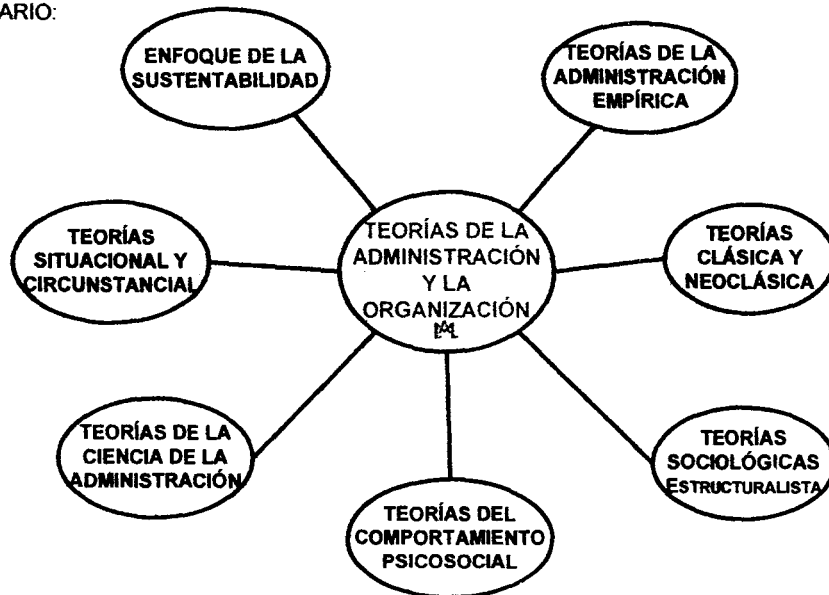 ARIO:
ENFOQUE DE LA
SUSTENTABILIDAD
TEORÍAS DE LA
ADMINISTRACIÓN
EMPÍRICA
TEORÍAS
SITUACIONAL Y
CIRCUNSTANCIAL
TEORÍAS DE LA
ADMINISTRACIÓN
Y LA
ORGANIZACIÓN
TEORÍAS
CLÁSICA Y
NEOCLÁSICA
TEORÍAS DE LA
CIENCIA DE LA
ADMINISTRACIÓN
TEORÍAS DEL
COMPORTAMIENTO
PSICOSOCIAL
TEORÍAS
SOCIOLÓGICAS
ESTRUCTURALISTA